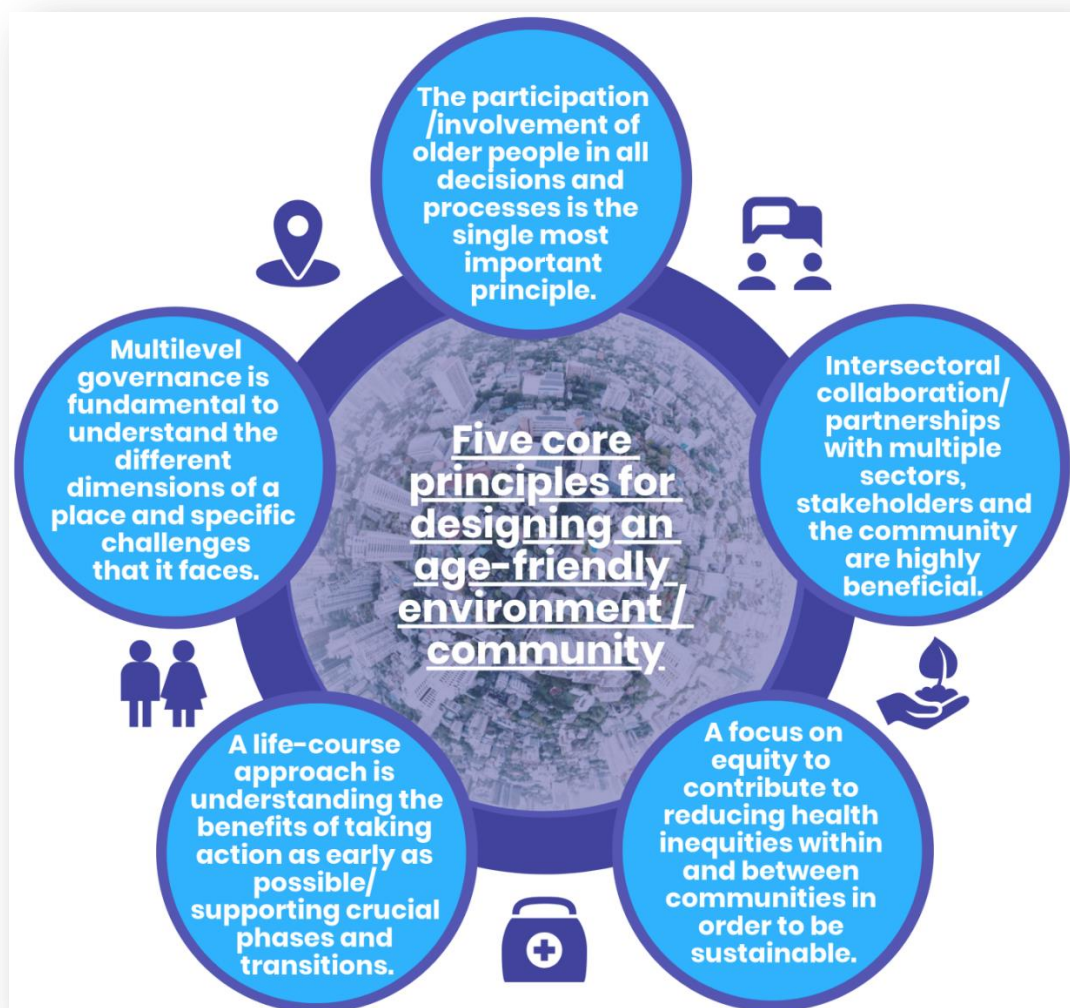 The participation
/involvement of
older people in all
decisions and
processes is the
single most
important
principle.
Multilevel
governance is
fundamental to
understand the
different
dimensions of a
place and specific
challenges
that it faces.
Intersectoral
collaboration/
partnerships
with multiple
sectors,
stakeholders and
the community
are highly
beneficial.
Five core
principles for
designing an
age-friendly
environment /
community
A life-course
approach is
understanding the
benefits of taking
action as early as
possible/
supporting crucial
phases and
transitions.
A focus on
equity to
contribute to
reducing health
inequities within
and between
communities in
order to be
sustainable.